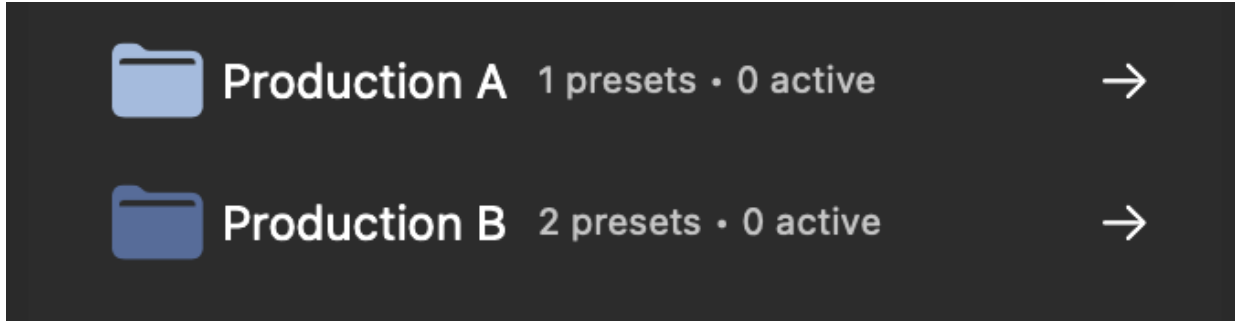 Production A 1 presets • 0 active
Production B 2 presets • 0 active